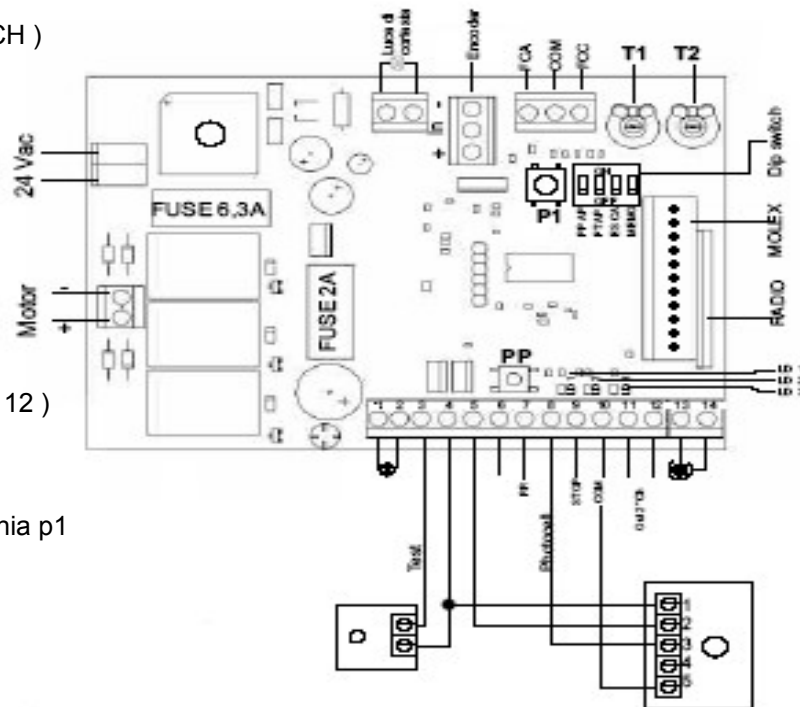 CH )
Luce di
cortesia
Encoder
FCA COM FCC
T1 T2
- In +
Dip switch
24 Vac
FUSE 6,3A
P1
ON
OFF
MOLEX
RADIO
Motor
- +
FUSE 2A
PP
12 )
1 2 3 4 5 6 7 8 9 10 11 12 13 14
nia p1
PP
STOP
COM
Test
Photocell
1
2
3
4
5